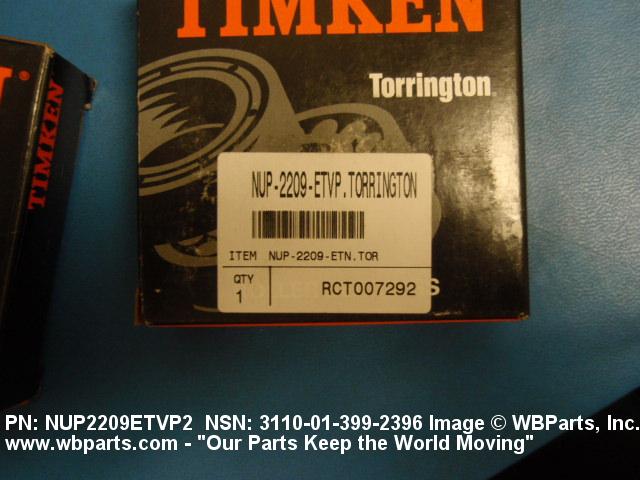 TIMKEN
Torrington
N®
TIMKEN
NUP-2209-ETVP.TORRINGTON
ITEM NUP-2209-ETN.TOR
QTY
1
RCT007292
S
PN: NUP2209ETVP2 NSN: 3110-01-399-2396 Image © WBParts, Inc.
www.wbparts.com - "Our Parts Keep the World Moving"